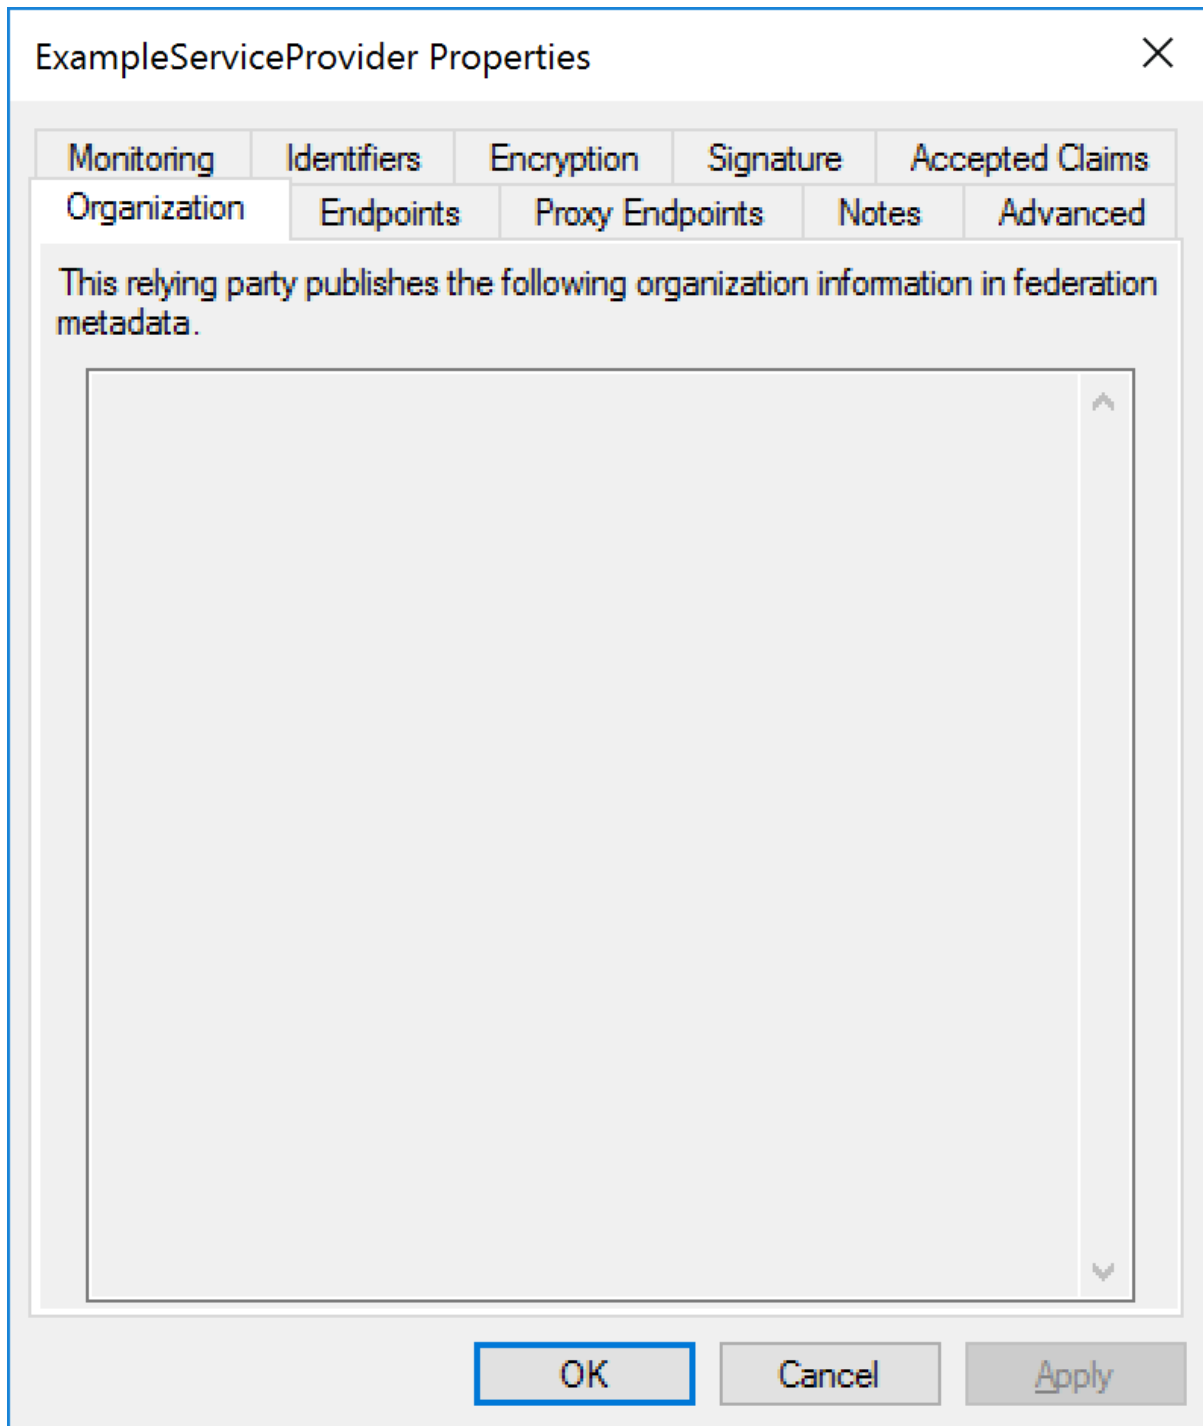 ExampleServiceProvider Properties
Monitoring Identifiers Encryption Signature Accepted Claims
Organization Endpoints Proxy Endpoints Notes Advanced
This relying party publishes the following organization information in federation
metadata.
OK Cancel Apply